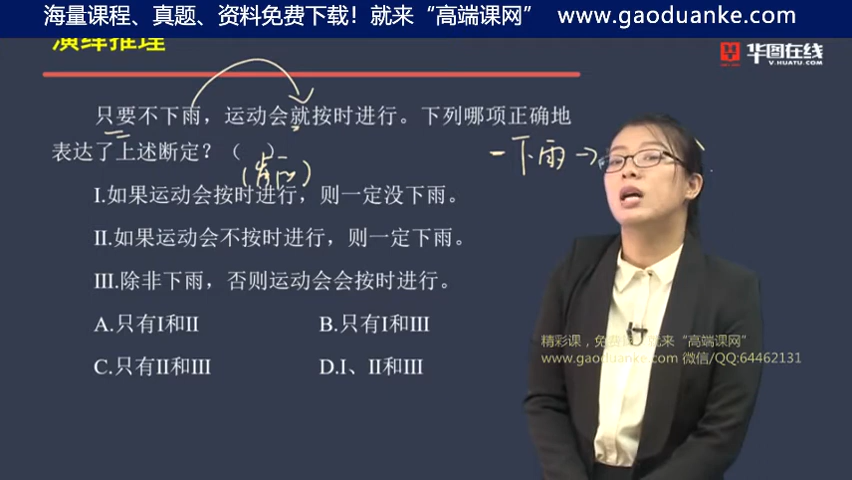 海量课程、真题、资料免费下载！就来“高端课网” www.gaoduanke.com
演绎推理
华图在线
V.HUATU.COM
只要不下雨，运动会就按时进行。下列哪项正确地
表达了上述断定？（ ）
一下雨→
I.如果运动会按时进行，则一定没下雨。
II.如果运动会不按时进行，则一定下雨。
III.除非下雨，否则运动会会按时进行。
A.只有I和II
B.只有I和III
精彩课，免费课，就来“高端课网”
www.gaoduanke.com 微信/QQ:64462131
C.只有II和III
D.I、II和III